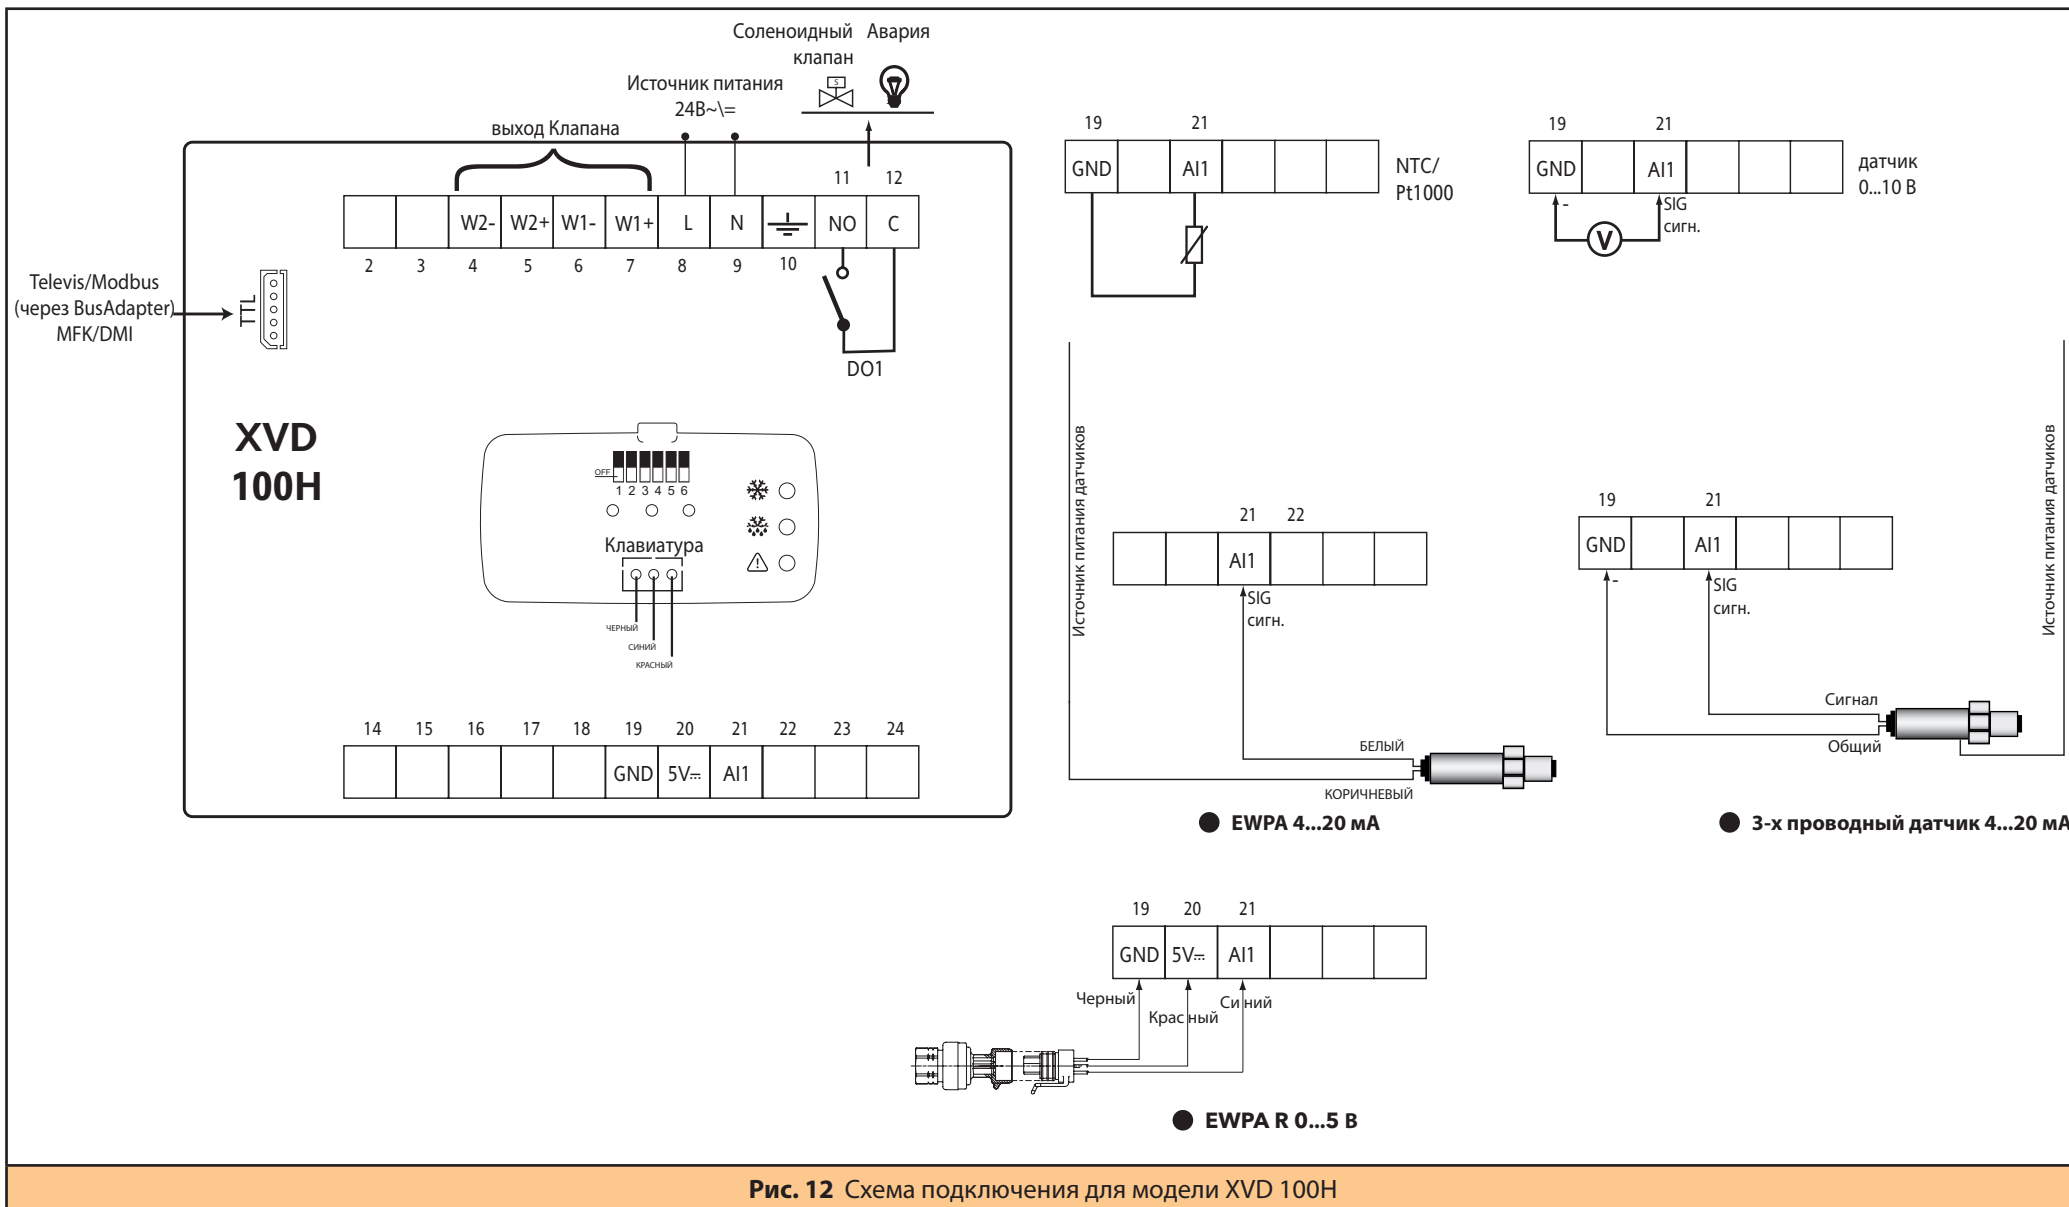 Соленоидный клапан
Авария
Источник питания
24В~\=
выход Клапана
11 12
W2- W2+ W1- W1+ L N NO C
2 3 4 5 6 7 8 9 10
DO1
Televis/Modbus
(через BusAdapter)
MFK/DMI
TTL
XVD
100H
OFF
1 2 3 4 5 6
Клавиатура
ЧЕРНЫЙ
СИНИЙ
КРАСНЫЙ
14 15 16 17 18 19 20 21 22 23 24
GND 5V AI1
19 21
GND AI1
NTC/
Pt1000
19 21
GND AI1
датчик
0...10 В
- SIG
сигн.
V
Источник питания датчиков
21 22
AI1
SIG
сигн.
БЕЛЫЙ
КОРИЧНЕВЫЙ
EWPA 4...20 мА
Источник питания датчиков
19 21
GND AI1
- SIG
сигн.
Сигнал
Общий
3-х проводный датчик 4...20 мА
19 20 21
GND 5V AI1
Черный
Красный
Синий
EWPA R 0...5 В
Рис. 12 Схема подключения для модели XVD 100H